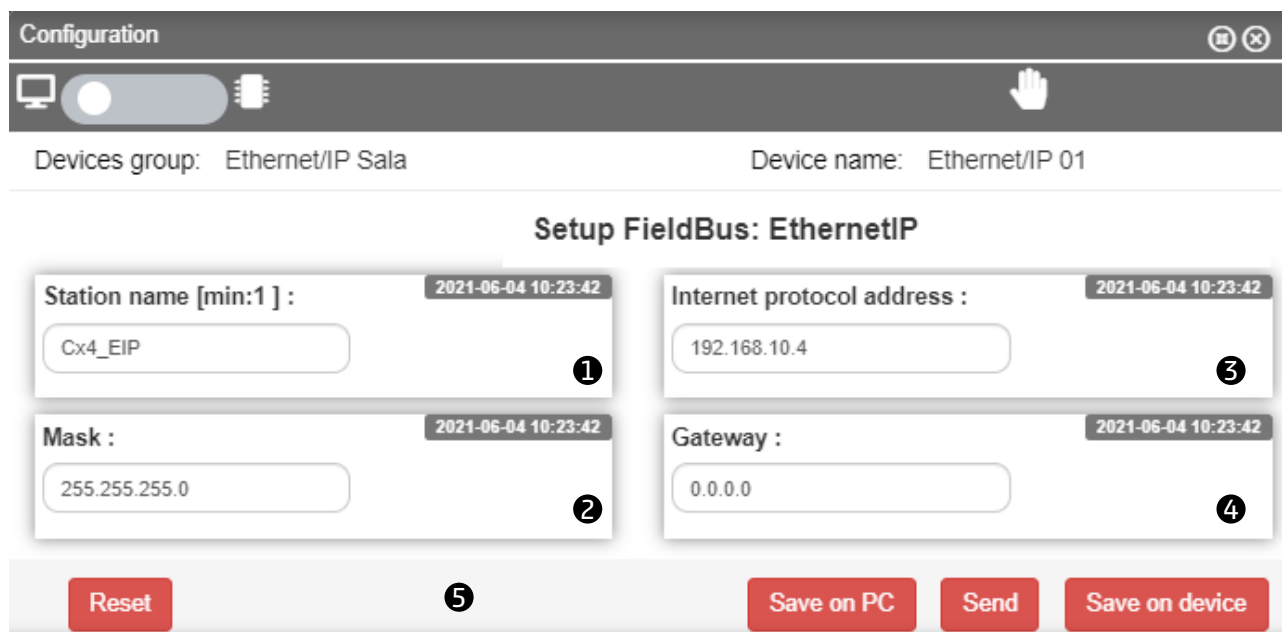 Configuration
Devices group: Ethernet/IP Sala Device name: Ethernet/IP 01
Setup FieldBus: EthernetIP
Station name [min:1 ] : 2021-06-04 10:23:42
Cx4_EIP
❶
Internet protocol address : 2021-06-04 10:23:42
192.168.10.4
❸
Mask : 2021-06-04 10:23:42
255.255.255.0
❷
Gateway : 2021-06-04 10:23:42
0.0.0.0
❹
Reset ❺ Save on PC Send Save on device